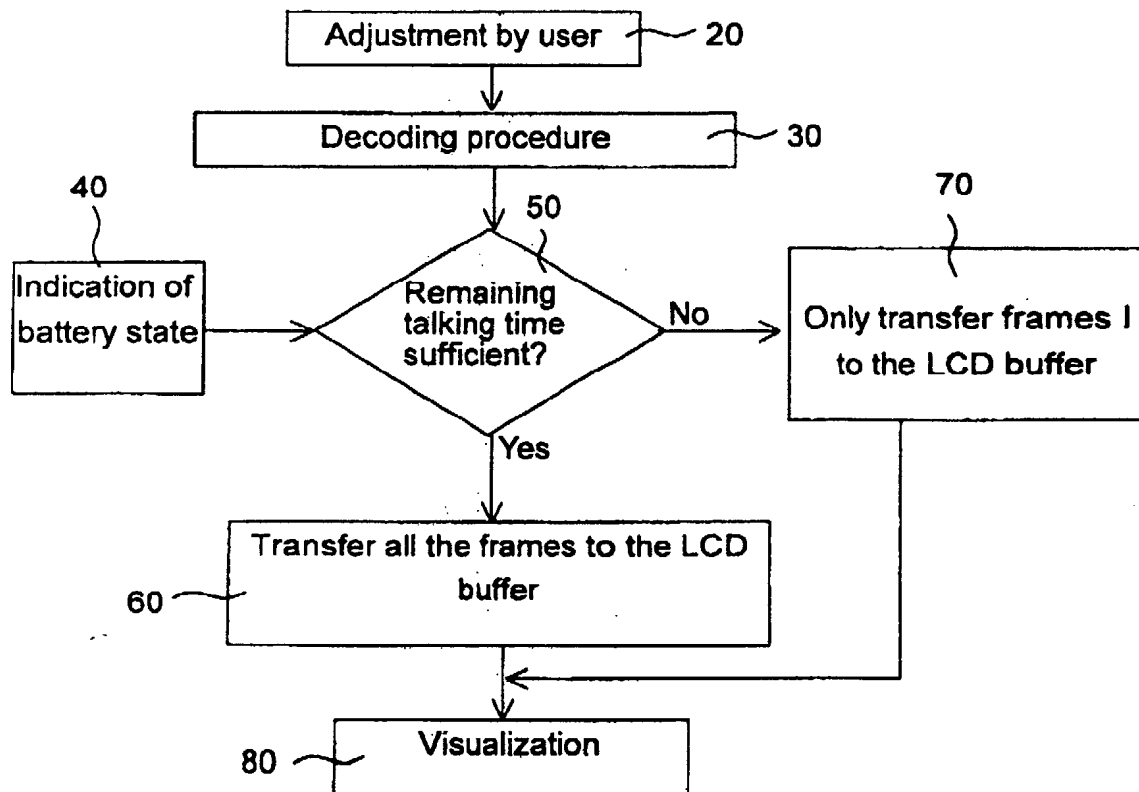 Adjustment by user
20
Decoding procedure
30
40
50
70
Indication of
battery state
Remaining
talking time
sufficient?
No
Only transfer frames I
to the LCD buffer
Yes
Transfer all the frames to the LCD
buffer
60
Visualization
80